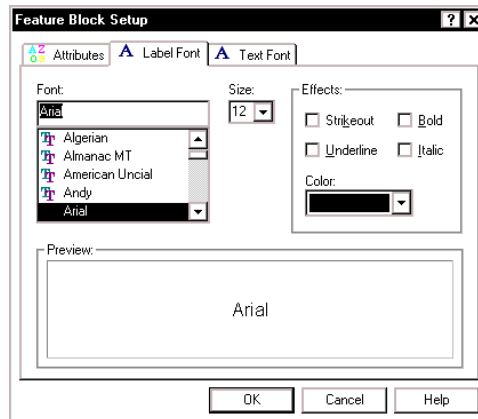 Feature Block Setup
Attributes
A Label Font
A Text Font
Font:
Arial
Algerian
Almanac MT
American Uncial
Andy
Arial
Size:
12
Effects:
Strikeout
Bold
Underline
Italic
Color:
Preview:
Arial
OK
Cancel
Help